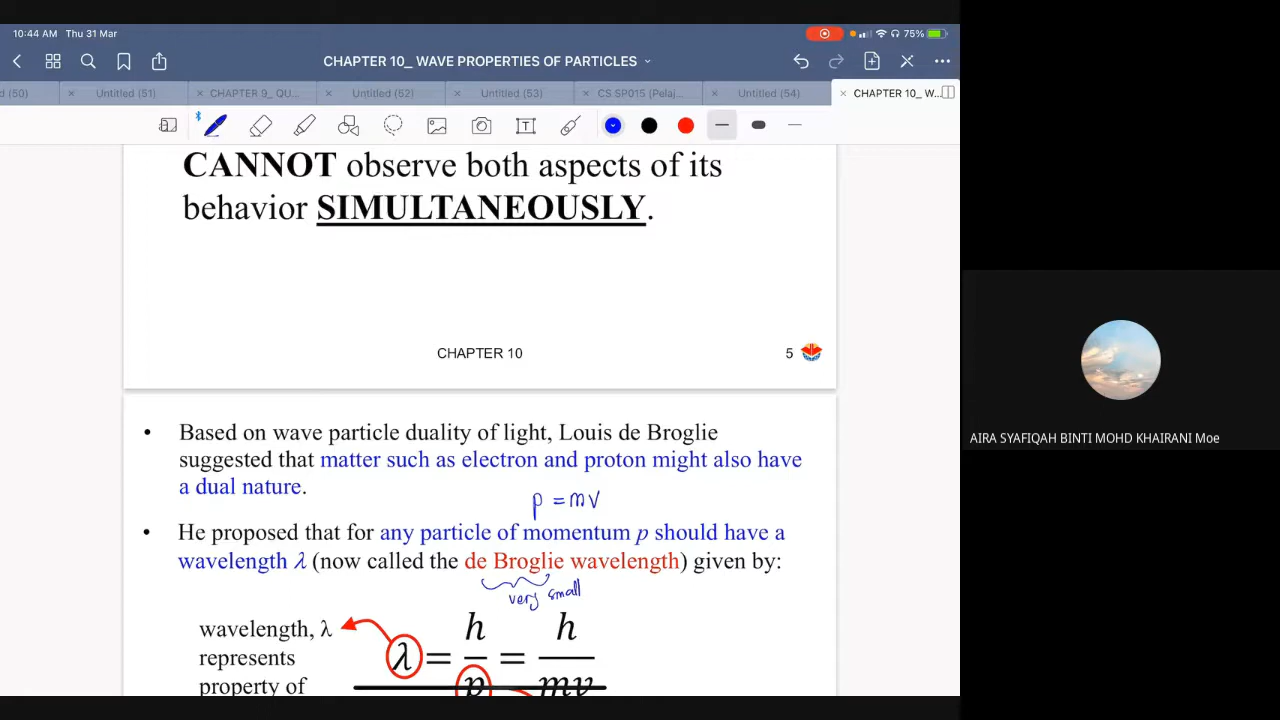 10:44 AM Thu 31 Mar
75%
CHAPTER 10_ WAVE PROPERTIES OF PARTICLES
d (50)
Untitled (51)
CHAPTER 9_ QU...
Untitled (52)
Untitled (53)
CS SP015 (Pelaj...
Untitled (54)
CHAPTER 10_ W...
CANNOT observe both aspects of its
behavior SIMULTANEOUSLY.
CHAPTER 10
5
• Based on wave particle duality of light, Louis de Broglie
suggested that matter such as electron and proton might also have
a dual nature.
p = mv
• He proposed that for any particle of momentum p should have a
wavelength λ (now called the de Broglie wavelength) given by:
very small
wavelength, λ
represents
property of
λ = h/p = h/mv
AIRA SYAFIQAH BINTI MOHD KHAIRANI Moe